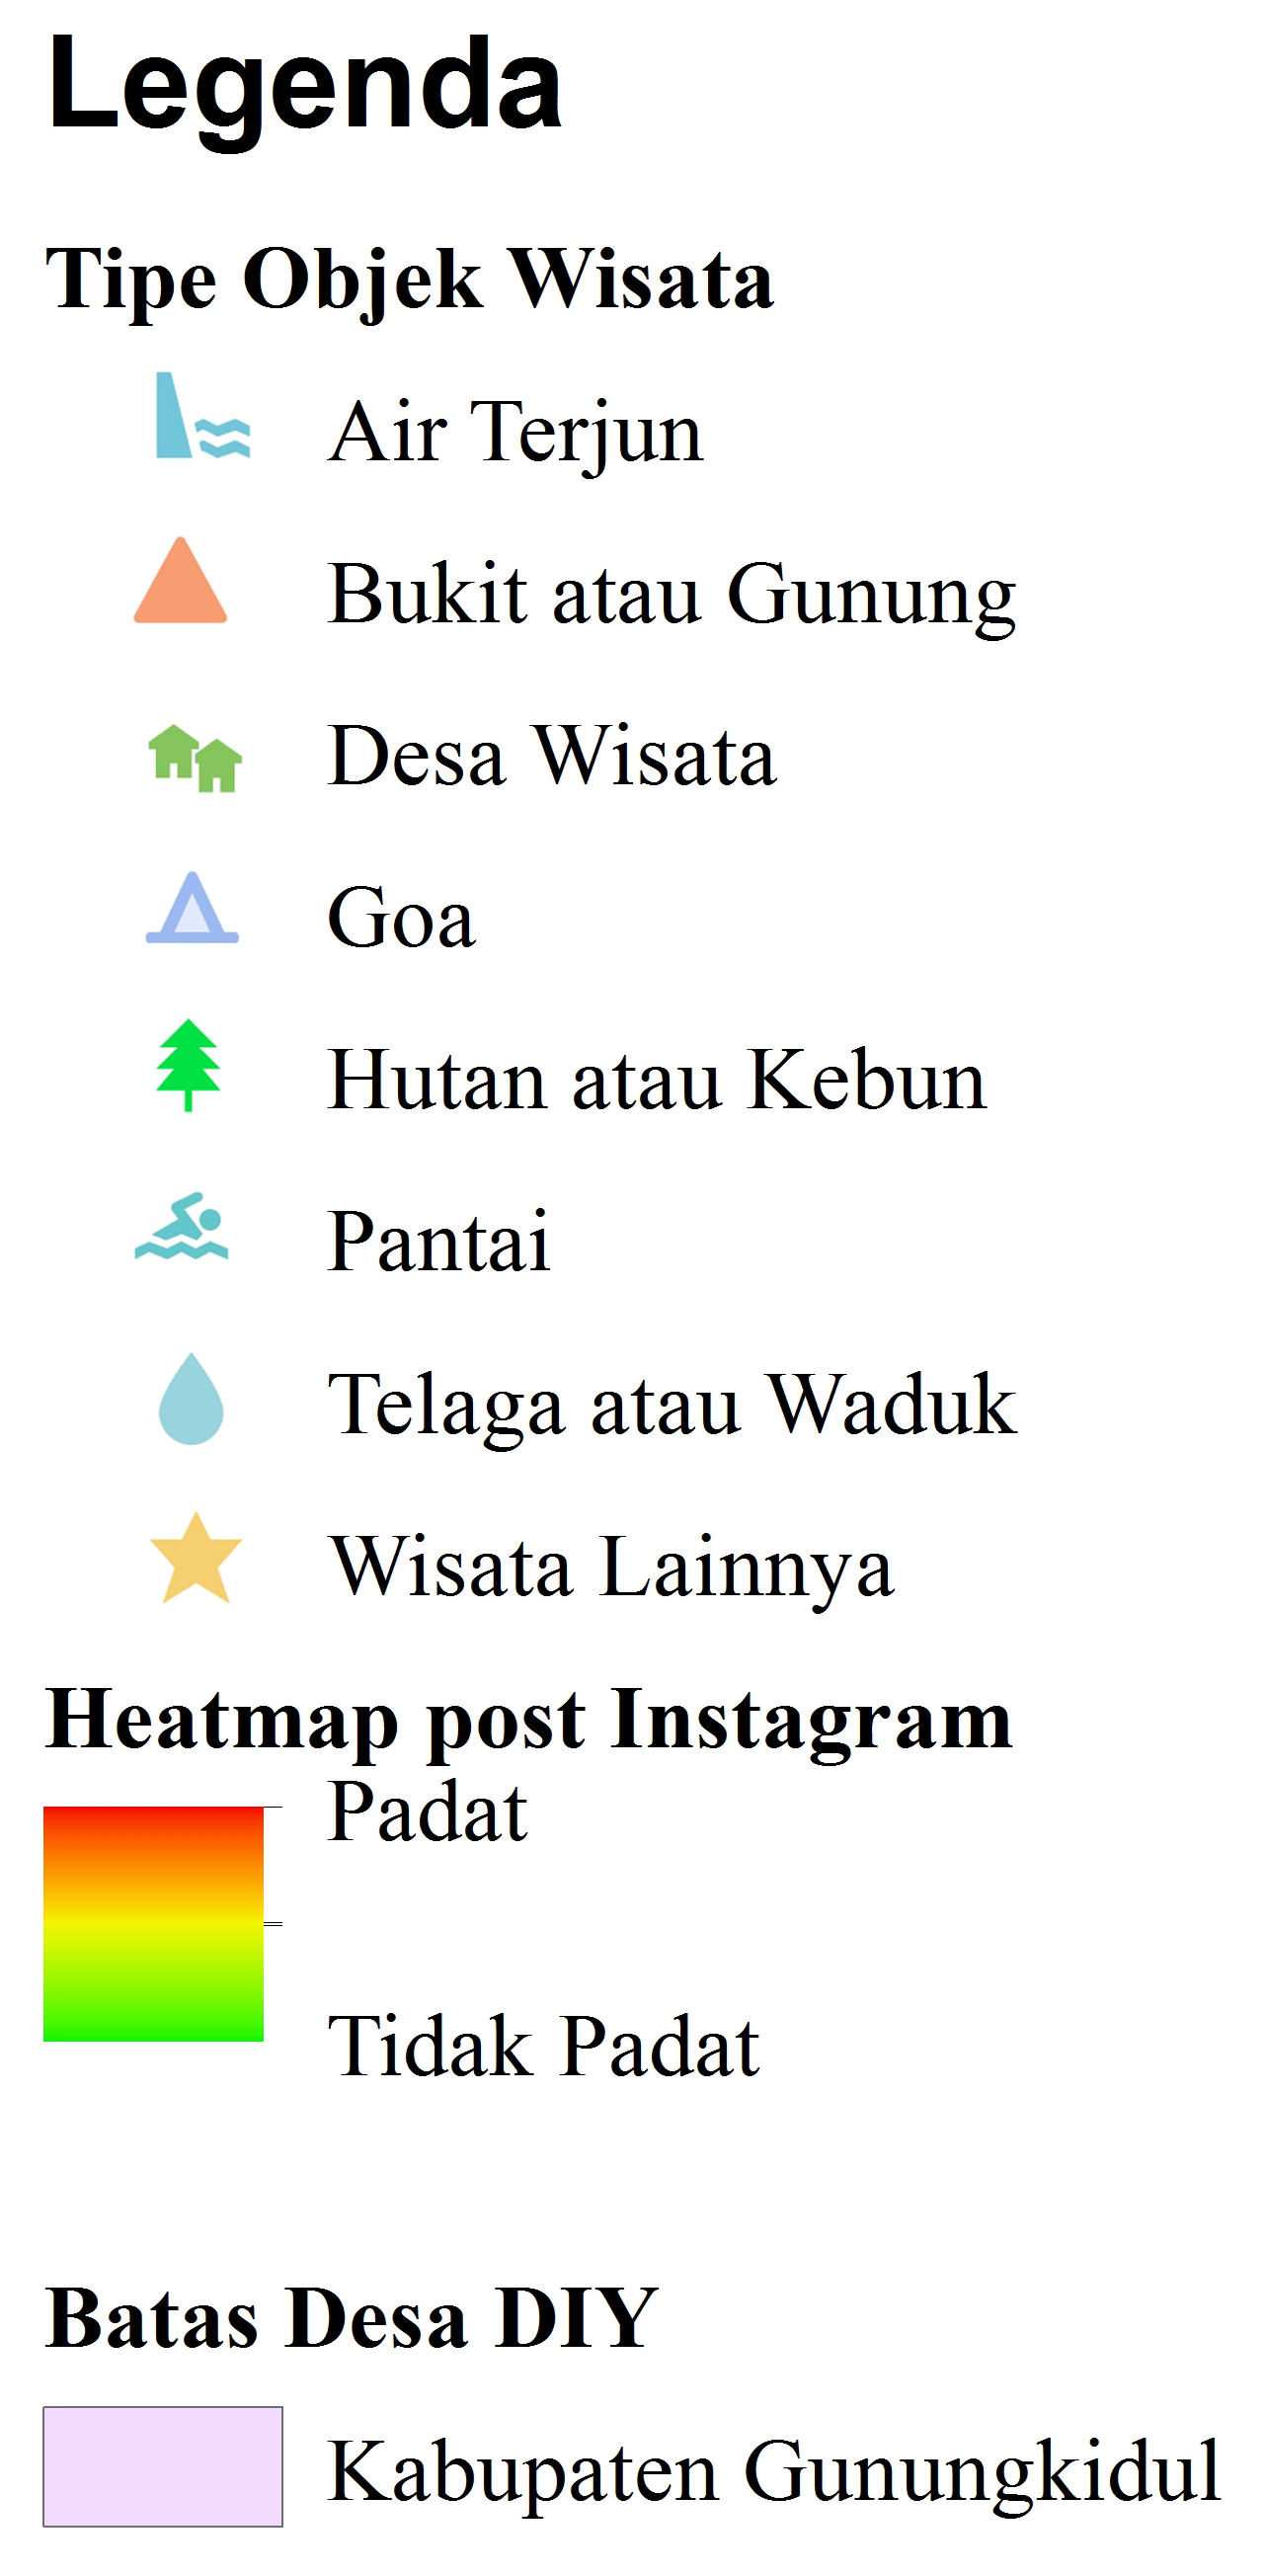 Legenda
Tipe Objek Wisata
Air Terjun
Bukit atau Gunung
Desa Wisata
Goa
Hutan atau Kebun
Pantai
Telaga atau Waduk
Wisata Lainnya
Heatmap post Instagram
Padat
Tidak Padat
Batas Desa DIY
Kabupaten Gunungkidul